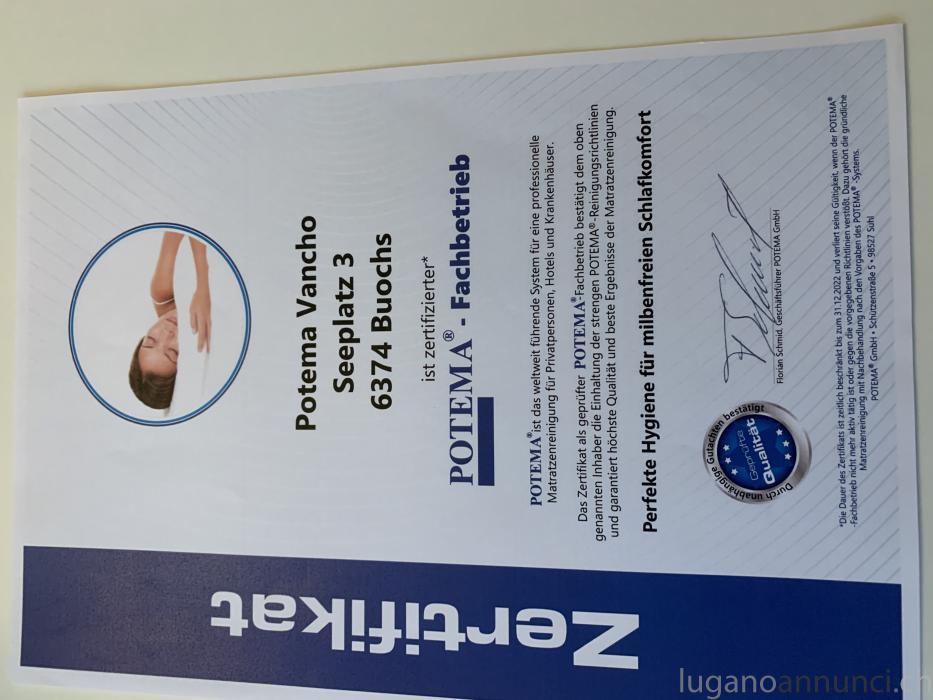 Zertifikat
Potema Vancho
Seeplatz 3
6374 Buochs
ist zertifizierter*
POTEMA® - Fachbetrieb
POTEMA® ist das weltweit führende System für eine professionelle
Matratzenreinigung für Privatpersonen, Hotels und Krankenhäuser.
Das Zertifikat als geprüfter POTEMA®-Fachbetrieb bestätigt dem oben
genannten Inhaber die Einhaltung der strengen POTEMA®-Reinigungsrichtlinien
und garantiert höchste Qualität und beste Ergebnisse der Matratzenreinigung.
Perfekte Hygiene für milbenfreien Schlafkomfort
Durch unabhängige Gutachten bestätigt
Geprüfte
Qualität
Florian Schmid, Geschäftsführer POTEMA GmbH
*Die Dauer des Zertifikats ist zeitlich beschränkt bis zum 31.12.2022 und verliert seine Gültigkeit, wenn der POTEMA®
-Fachbetrieb nicht mehr aktiv tätig ist oder gegen die vorgegebenen Richtlinien verstößt. Dazu gehört die gründliche
Matratzenreinigung mit Nachbehandlung nach den Vorgaben des POTEMA® -Systems.
POTEMA® GmbH • Schützenstraße 5 • 98527 Suhl
luganoannunci.ch